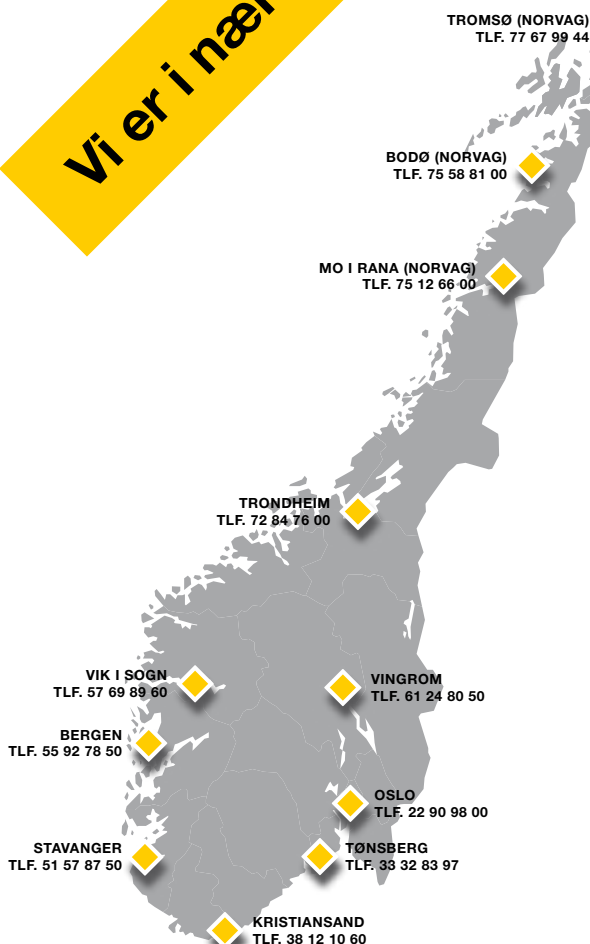 Vi er i nær
TROMSØ (NORVAG)
TLF. 77 67 99 44
BODØ (NORVAG)
TLF. 75 58 81 00
MO I RANA (NORVAG)
TLF. 75 12 66 00
TRONDHEIM
TLF. 72 84 76 00
VIK I SOGN
TLF. 57 69 89 60
VINGROM
TLF. 61 24 80 50
BERGEN
TLF. 55 92 78 50
OSLO
TLF. 22 90 98 00
STAVANGER
TLF. 51 57 87 50
TØNSBERG
TLF. 33 32 83 97
KRISTIANSAND
TLF. 38 12 10 60